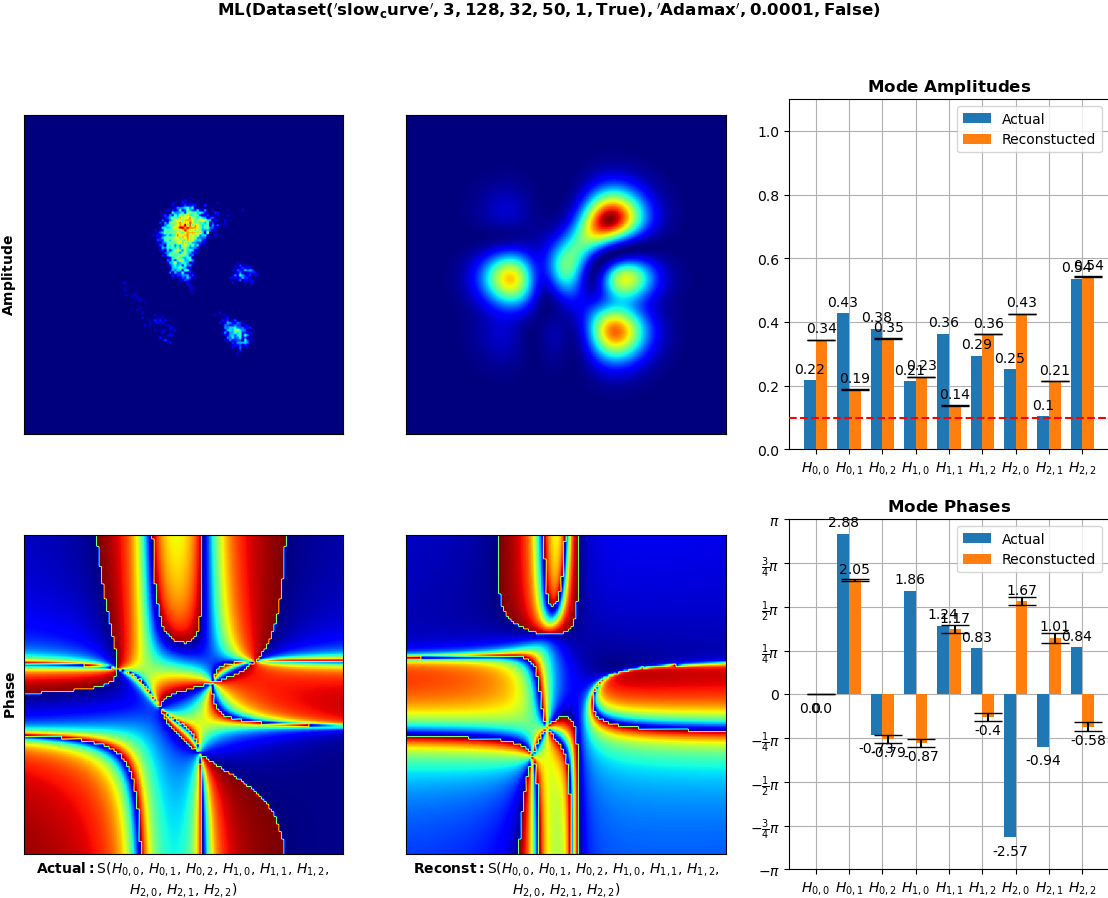 ML(Dataset('slow_curve', 3, 128, 32, 50, 1, True), 'Adamax', 0.0001, False)
Amplitude
Mode Amplitudes
Actual
Reconstucted
1.0
0.8
0.6
0.4
0.2
0.0
0.22
0.34
0.43
0.19
0.38
0.35
0.21
0.23
0.36
0.14
0.29
0.36
0.25
0.43
0.1
0.21
0.54
0.54
H0,0 H0,1 H0,2 H1,0 H1,1 H1,2 H2,0 H2,1 H2,2
Phase
Actual: S(H0,0, H0,1, H0,2, H1,0, H1,1, H1,2,
H2,0, H2,1, H2,2)
Reconst: S(H0,0, H0,1, H0,2, H1,0, H1,1, H1,2,
H2,0, H2,1, H2,2)
Mode Phases
Actual
Reconstucted
π
3/4π
1/2π
1/4π
0
−1/4π
−1/2π
−3/4π
−π
0.0
2.88
2.05
-0.79
1.86
-0.87
1.24
1.17
0.83
-0.4
-2.57
1.67
-0.94
1.01
0.84
-0.58
H0,0 H0,1 H0,2 H1,0 H1,1 H1,2 H2,0 H2,1 H2,2